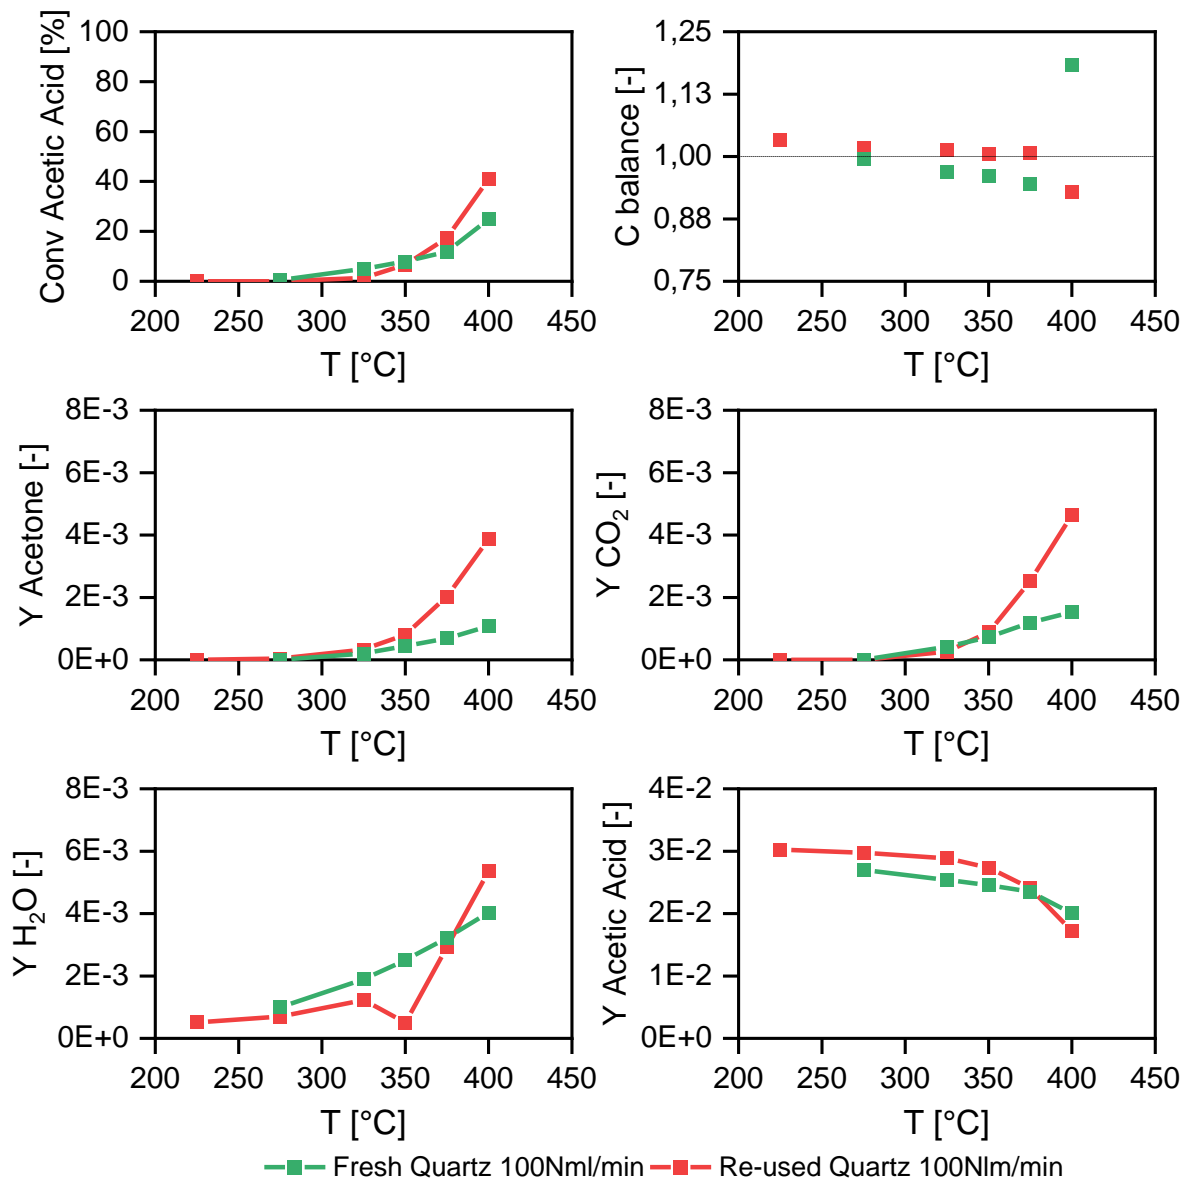 Conv Acetic Acid [%]
100
80
60
40
20
0
200 250 300 350 400 450
T [°C]
C balance [-]
1,25
1,13
1,00
0,88
0,75
200 250 300 350 400 450
T [°C]
Y Acetone [-]
8E-3
6E-3
4E-3
2E-3
0E+0
200 250 300 350 400 450
T [°C]
Y CO₂ [-]
8E-3
6E-3
4E-3
2E-3
0E+0
200 250 300 350 400 450
T [°C]
Y H₂O [-]
8E-3
6E-3
4E-3
2E-3
0E+0
200 250 300 350 400 450
T [°C]
Y Acetic Acid [-]
4E-2
3E-2
2E-2
1E-2
0E+0
200 250 300 350 400 450
T [°C]
Fresh Quartz 100Nml/min Re-used Quartz 100Nlm/min